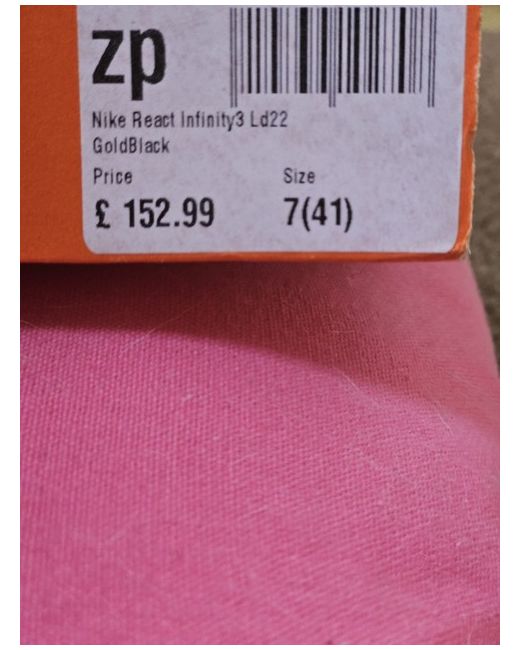 zp
Nike React Infinity3 Ld22
GoldBlack
Price Size
£ 152.99 7(41)